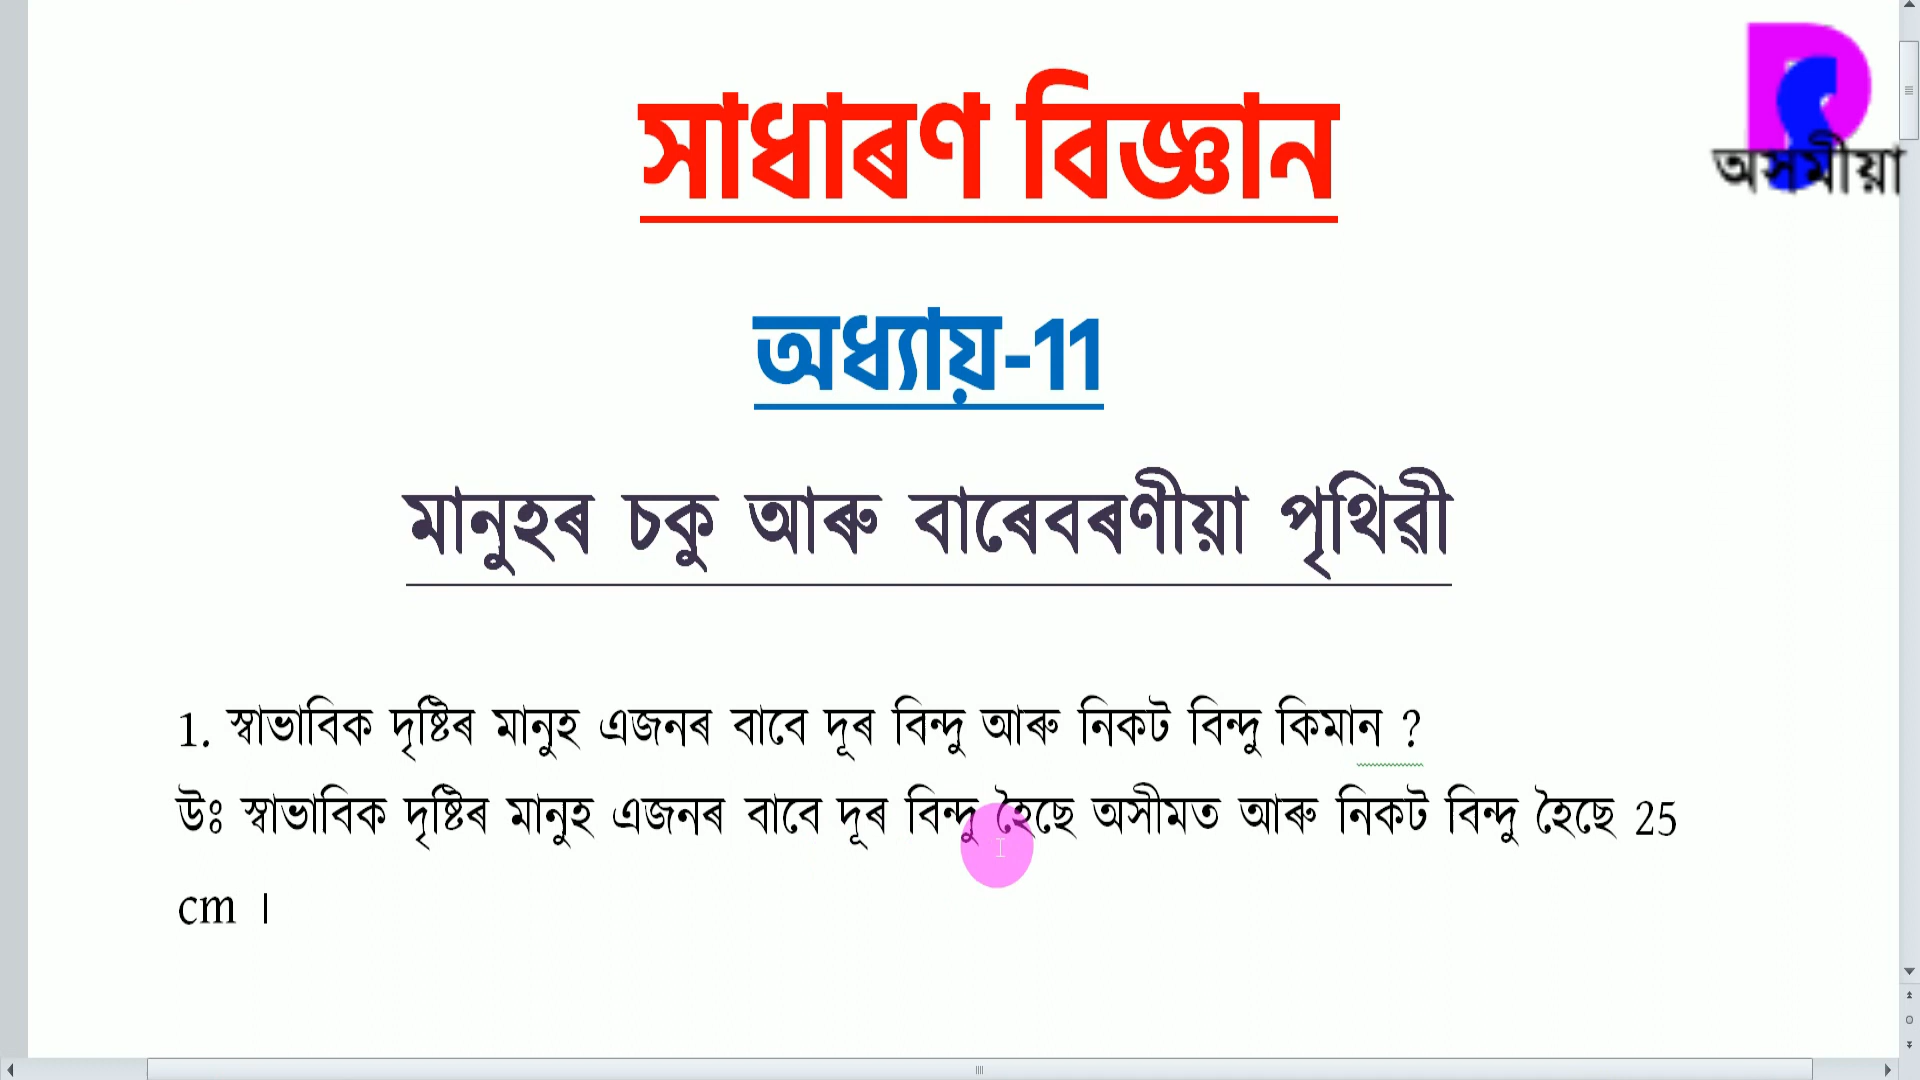 সাধাৰণ বিজ্ঞান
অসমীয়া
অধ্যায়-11
মানুহৰ চকু আৰু বাৰেবৰণীয়া পৃথিৱী
1. স্বাভাবিক দৃষ্টিৰ মানুহ এজনৰ বাবে দূৰ বিন্দু আৰু নিকট বিন্দু কিমান ?
উঃ স্বাভাবিক দৃষ্টিৰ মানুহ এজনৰ বাবে দূৰ বিন্দু হৈছে অসীমত আৰু নিকট বিন্দু হৈছে 25
cm ।